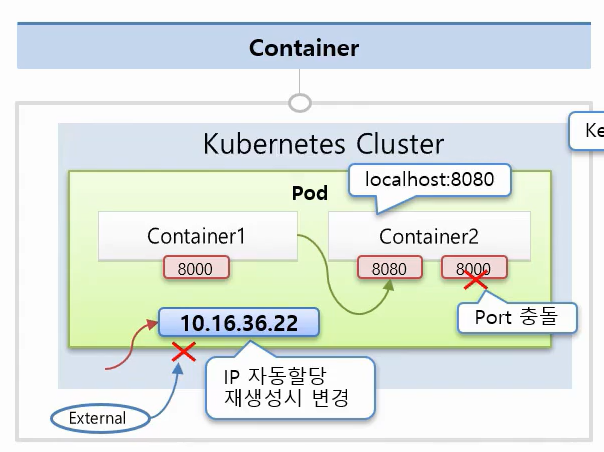 Container
Kubernetes Cluster
Ke
localhost:8080
Pod
Container1
Container2
8000
8080
8000
Port 충돌
10.16.36.22
IP 자동할당
재생성시 변경
External